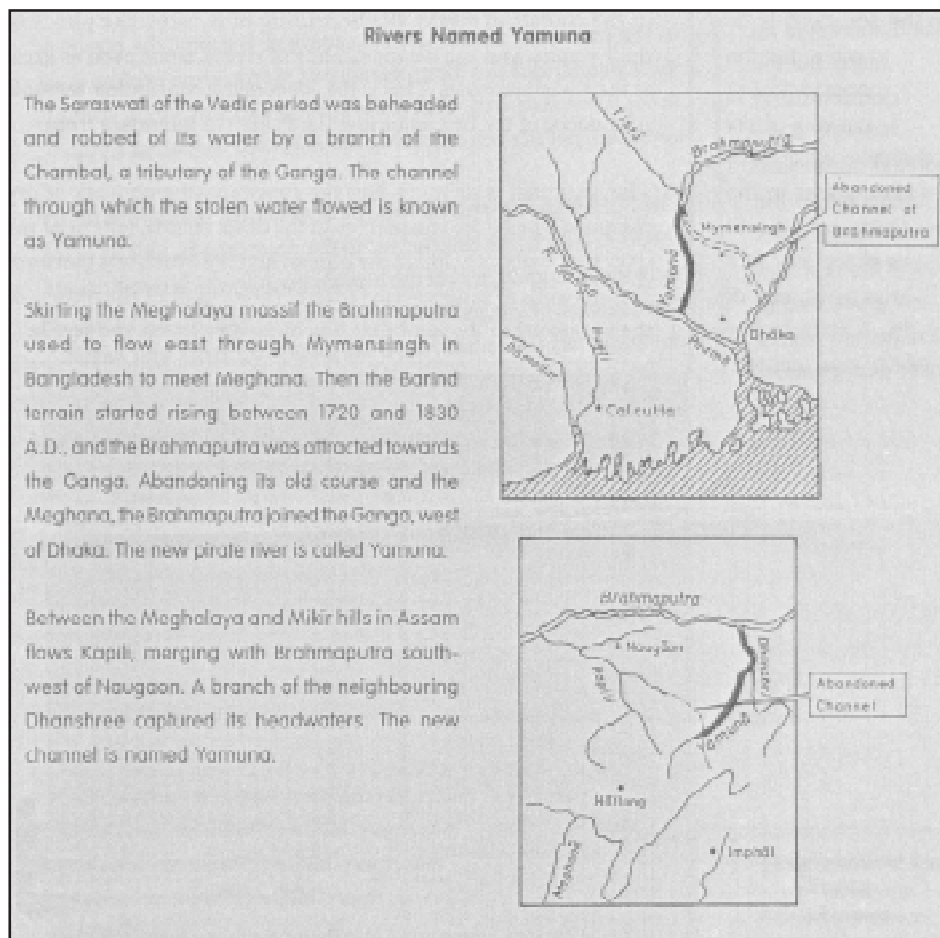 Rivers Named Yamuna
The Saraswati of the Vedic period was beheaded
and robbed of its water by a branch of the
Chambal, a tributary of the Ganga. The channel
through which the stolen water flowed is known
as Yamuna.
Skirting the Meghalaya massif the Brahmaputra
used to flow east through Mymensingh in
Bangladesh to meet Meghana. Then the Barind
terrain started rising between 1720 and 1830
A.D., and the Brahmaputra was attracted towards
the Ganga. Abandoning its old course and the
Meghana, the Brahmaputra joined the Ganga, west
of Dhaka. The new pirate river is called Yamuna.
Between the Meghalaya and Mikir hills in Assam
flows Kapili, merging with Brahmaputra south-
west of Naugaon. A branch of the neighbouring
Dhanshree captured its headwaters. The new
channel is named Yamuna.
Brahmaputra
Abandoned
Channel of
Brahmaputra
Mymensingh
Yamuna
R. Ganga
Padma
Dhaka
Hugli
Damodar
Calcutta
Brahmaputra
Naugaon
Kapili
Abandoned
Channel
Yamuna
Imphal